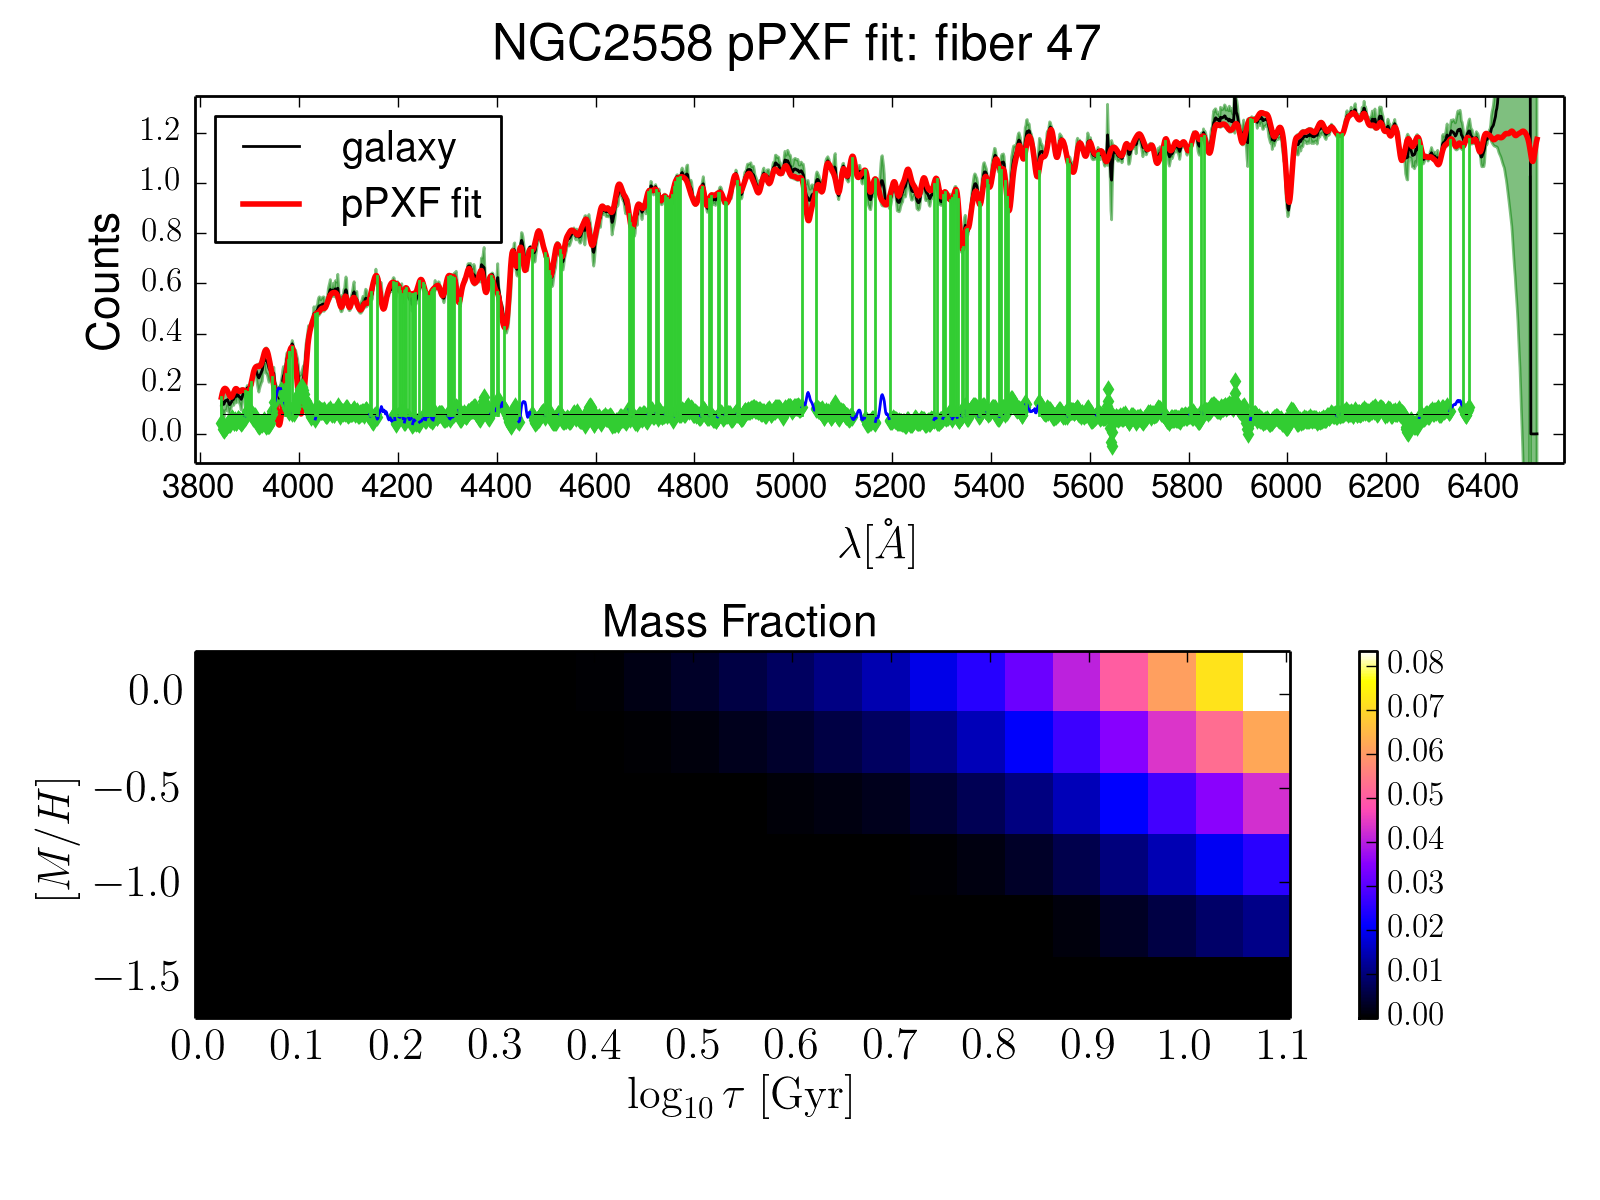 NGC2558 pPXF fit: fiber 47
galaxy
pPXF fit
Counts
1.2
1.0
0.8
0.6
0.4
0.2
0.0
3800 4000 4200 4400 4600 4800 5000 5200 5400 5600 5800 6000 6200 6400
λ[Å]
Mass Fraction
[M/H]
0.0
−0.5
−1.0
−1.5
0.0 0.1 0.2 0.3 0.4 0.5 0.6 0.7 0.8 0.9 1.0 1.1
log₁₀ τ [Gyr]
0.08
0.07
0.06
0.05
0.04
0.03
0.02
0.01
0.00